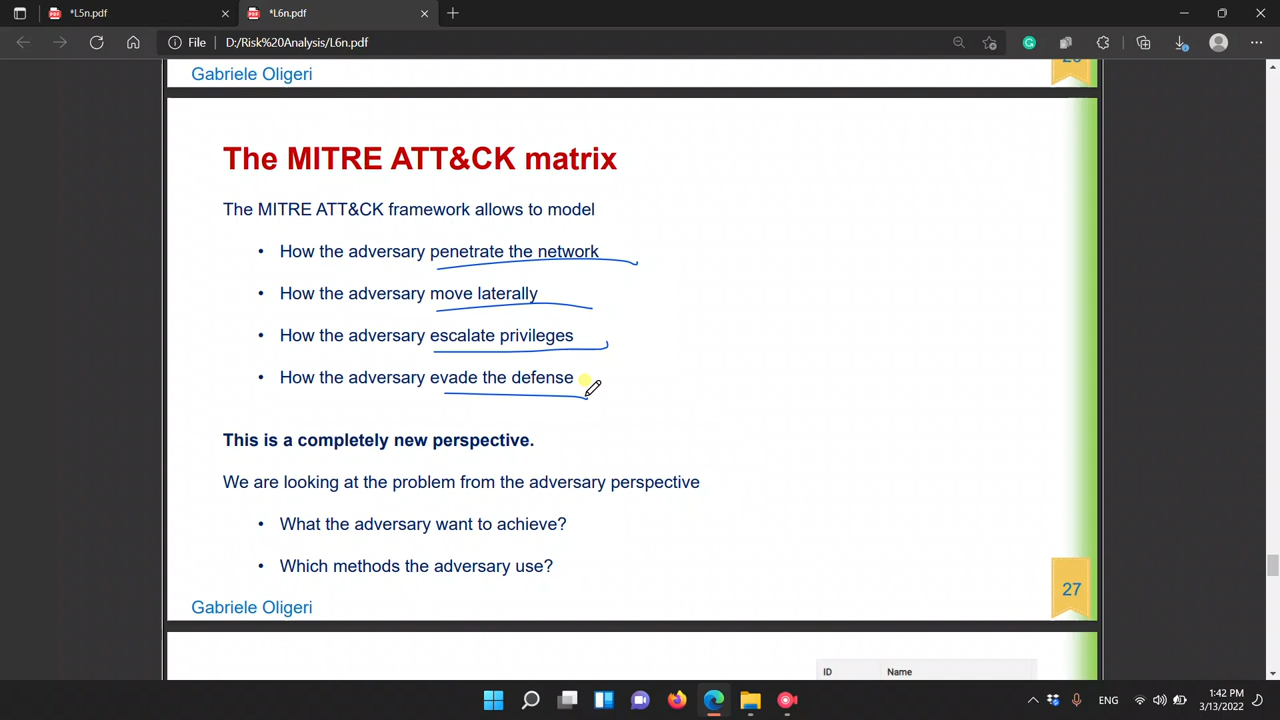 *L5n.pdf
*L6n.pdf
File
D:/Risk%20Analysis/L6n.pdf
Gabriele Oligeri
The MITRE ATT&CK matrix
The MITRE ATT&CK framework allows to model
• How the adversary penetrate the network
• How the adversary move laterally
• How the adversary escalate privileges
• How the adversary evade the defense
This is a completely new perspective.
We are looking at the problem from the adversary perspective
• What the adversary want to achieve?
• Which methods the adversary use?
27
Gabriele Oligeri
ID Name
ENG
1:42 PM
3/13/2022